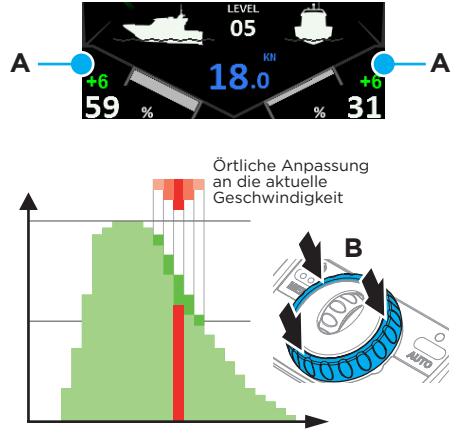 LEVEL
05
A
A
KN
18.0
+6
+6
59 %
% 31
Örtliche Anpassung
an die aktuelle
Geschwindigkeit
B
AUTO